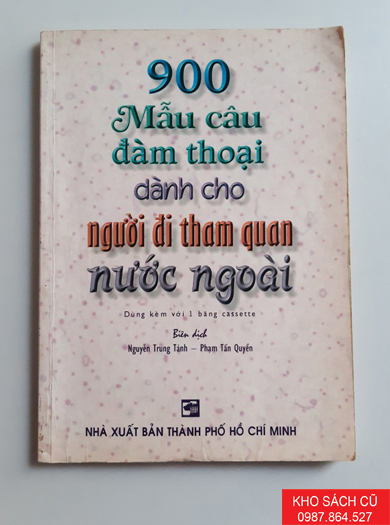 900
Mẫu câu
đàm thoại
dành cho
người đi tham quan
nước ngoài
Dùng kèm với 1 băng cassette
Biên dịch
Nguyễn Trùng Tánh – Phạm Tấn Quyền
NHÀ XUẤT BẢN THÀNH PHỐ HỒ CHÍ MINH
KHO SÁCH CŨ
0987.864.527